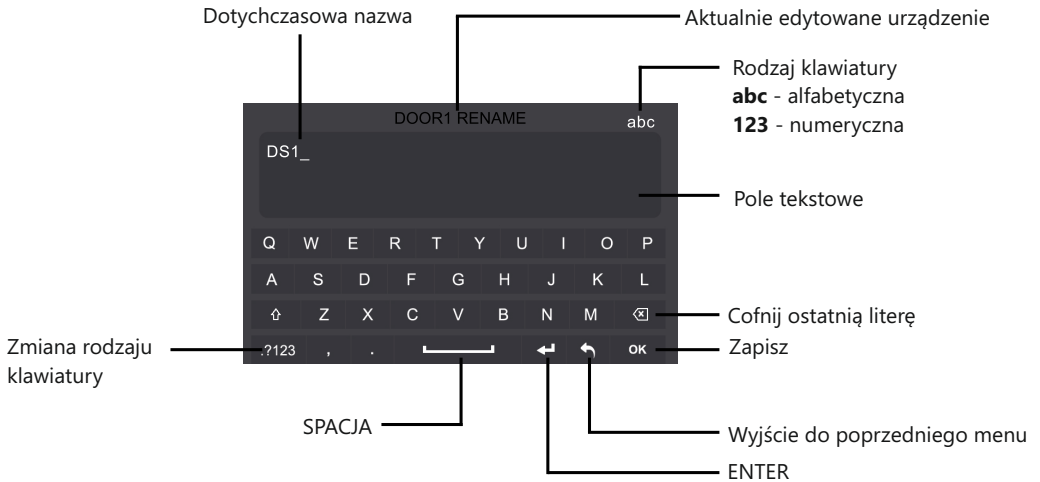 Dotychczasowa nazwa
Aktualnie edytowane urządzenie
Rodzaj klawiatury
abc - alfabetyczna
123 - numeryczna
DOOR1 RENAME
abc
DS1_
Pole tekstowe
Q W E R T Y U I O P
A S D F G H J K L
Z X C V B N M
Cofnij ostatnią literę
Zmiana rodzaju
klawiatury
.?123 , . OK
Zapisz
SPACJA
Wyjście do poprzedniego menu
ENTER